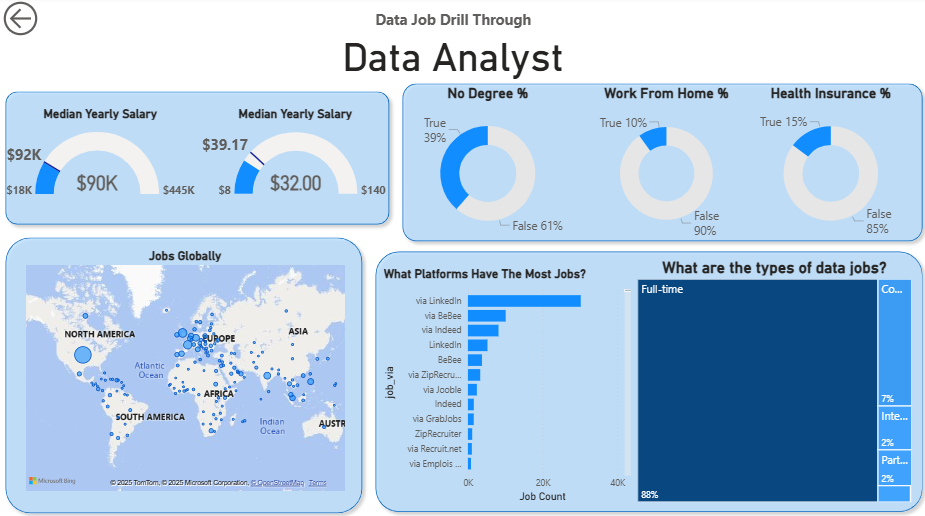 Data Job Drill Through
Data Analyst
Median Yearly Salary
$92K
$18K
$90K
$445K
Median Yearly Salary
$39.17
$8
$32.00
$140
No Degree %
True
39%
False 61%
Work From Home %
True 10%
False
90%
Health Insurance %
True 15%
False
85%
Jobs Globally
NORTH AMERICA
EUROPE
ASIA
Atlantic
Ocean
AFRICA
SOUTH AMERICA
Indian
Ocean
AUSTR
Microsoft Bing
© 2025 TomTom, © 2025 Microsoft Corporation, © OpenStreetMap Terms
What Platforms Have The Most Jobs?
job_via
via LinkedIn
via BeBee
via Indeed
LinkedIn
BeBee
via ZipRecru...
via Jooble
Indeed
via GrabJobs
ZipRecruiter
via Recruit.net
via Emplois ...
0K
20K
40K
Job Count
What are the types of data jobs?
Full-time
88%
Co...
7%
Inte...
2%
Part...
2%